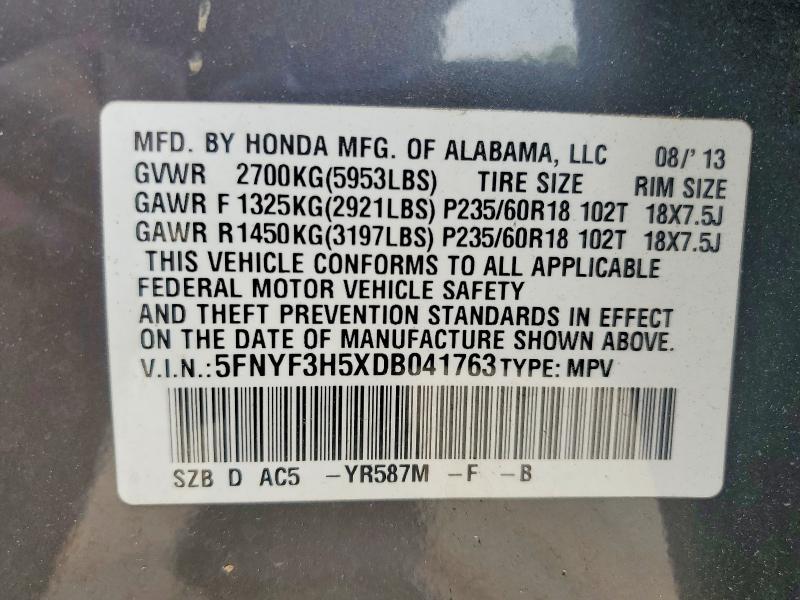 MFD. BY HONDA MFG. OF ALABAMA, LLC 08/'13
GVWR 2700KG(5953LBS) TIRE SIZE RIM SIZE
GAWR F 1325KG(2921LBS) P235/60R18 102T 18X7.5J
GAWR R1450KG(3197LBS) P235/60R18 102T 18X7.5J
THIS VEHICLE CONFORMS TO ALL APPLICABLE
FEDERAL MOTOR VEHICLE SAFETY
AND THEFT PREVENTION STANDARDS IN EFFECT
ON THE DATE OF MANUFACTURE SHOWN ABOVE.
V.I.N.: 5FNYF3H5XDB041763 TYPE: MPV
SZB D AC5 -YR587M -F -B